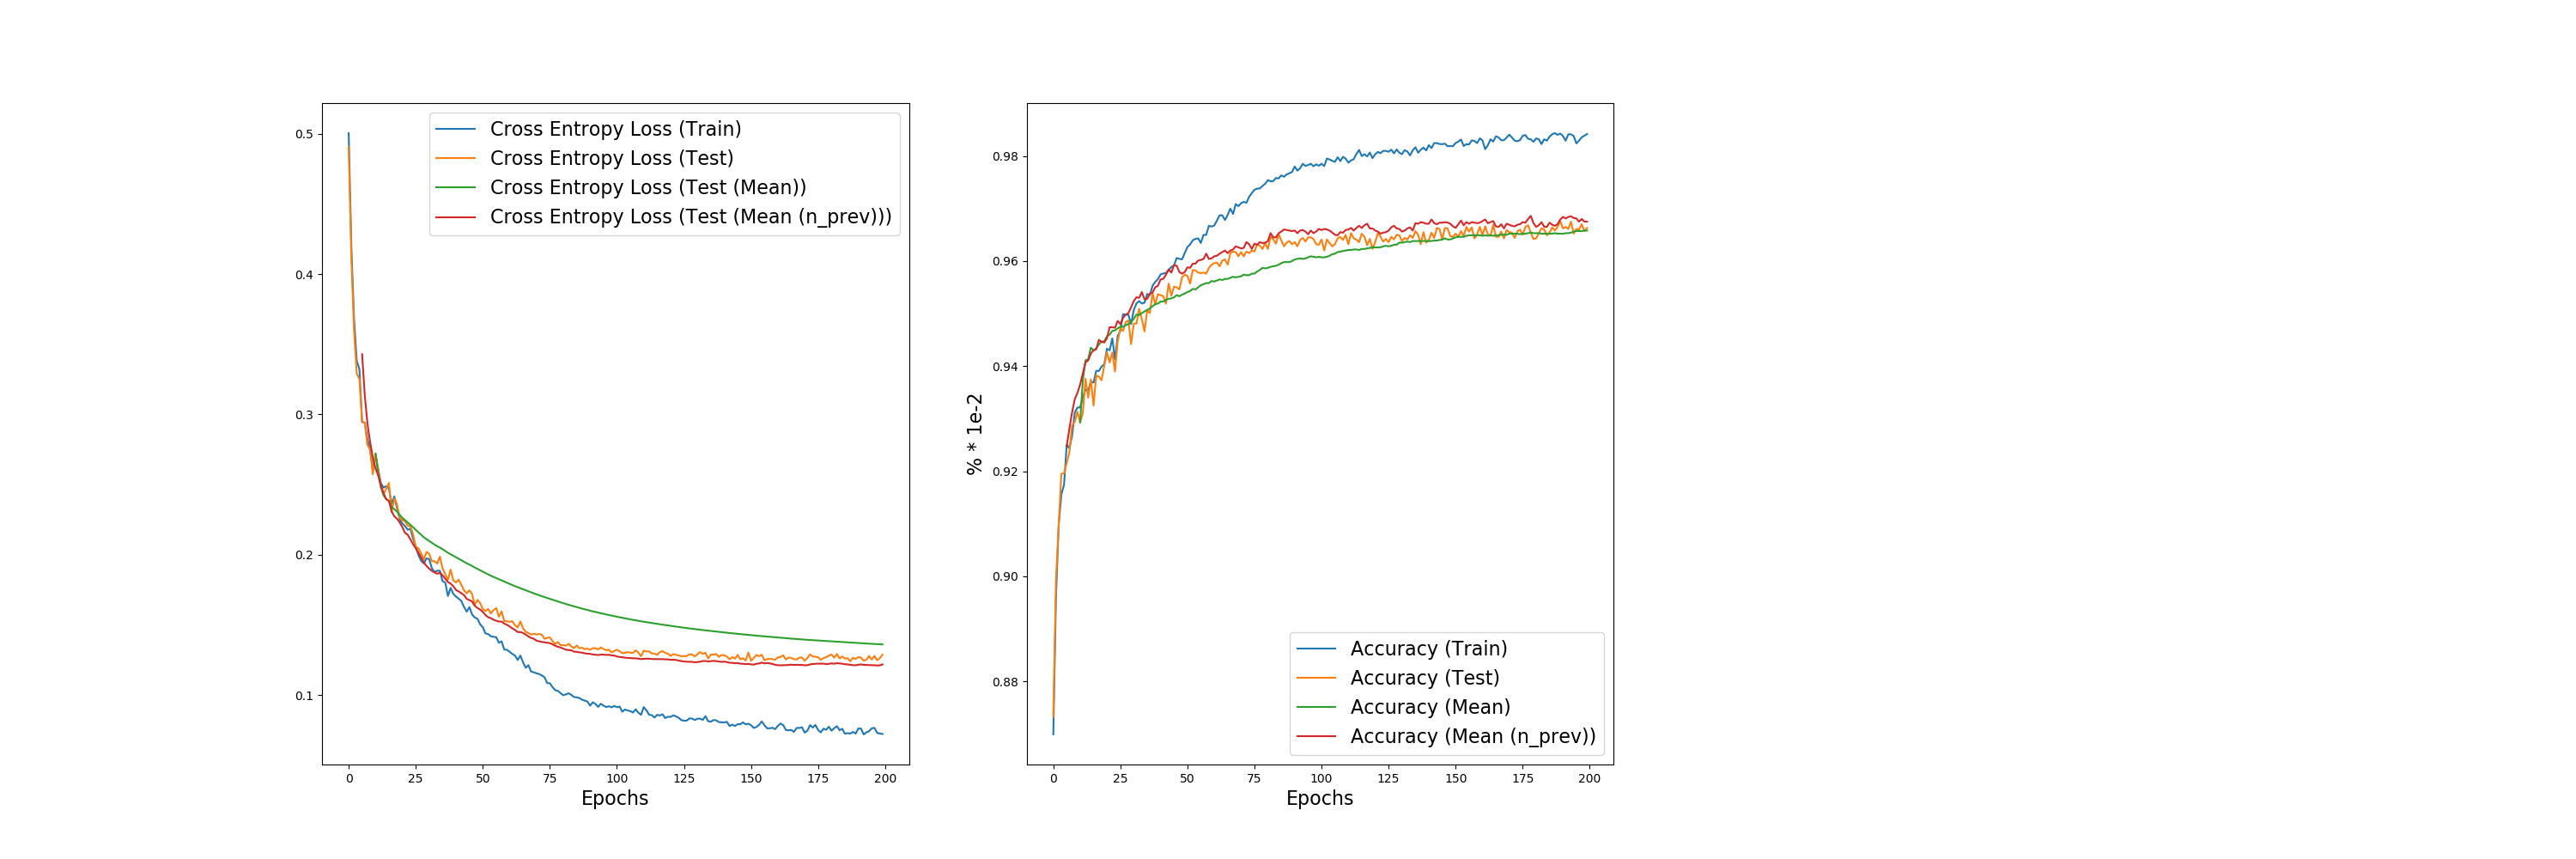 Cross Entropy Loss (Train)
Cross Entropy Loss (Test)
Cross Entropy Loss (Test (Mean))
Cross Entropy Loss (Test (Mean (n_prev)))
0.5
0.4
0.3
0.2
0.1
0 25 50 75 100 125 150 175 200
Epochs
% * 1e-2
0.98
0.96
0.94
0.92
0.90
0.88
Accuracy (Train)
Accuracy (Test)
Accuracy (Mean)
Accuracy (Mean (n_prev))
0 25 50 75 100 125 150 175 200
Epochs